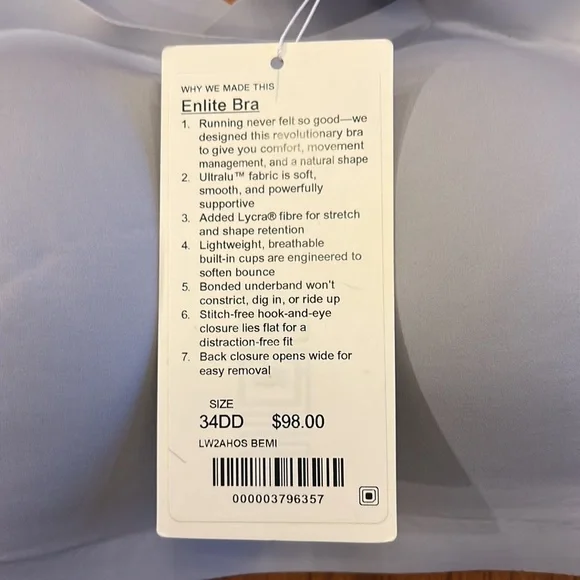 WHY WE MADE THIS
Enlite Bra
1. Running never felt so good—we
designed this revolutionary bra
to give you comfort, movement
management, and a natural shape
2. Ultralu™ fabric is soft,
smooth, and powerfully
supportive
3. Added Lycra® fibre for stretch
and shape retention
4. Lightweight, breathable
built-in cups are engineered to
soften bounce
5. Bonded underband won't
constrict, dig in, or ride up
6. Stitch-free hook-and-eye
closure lies flat for a
distraction-free fit
7. Back closure opens wide for
easy removal
SIZE
34DD $98.00
LW2AHOS BEMI
000003796357